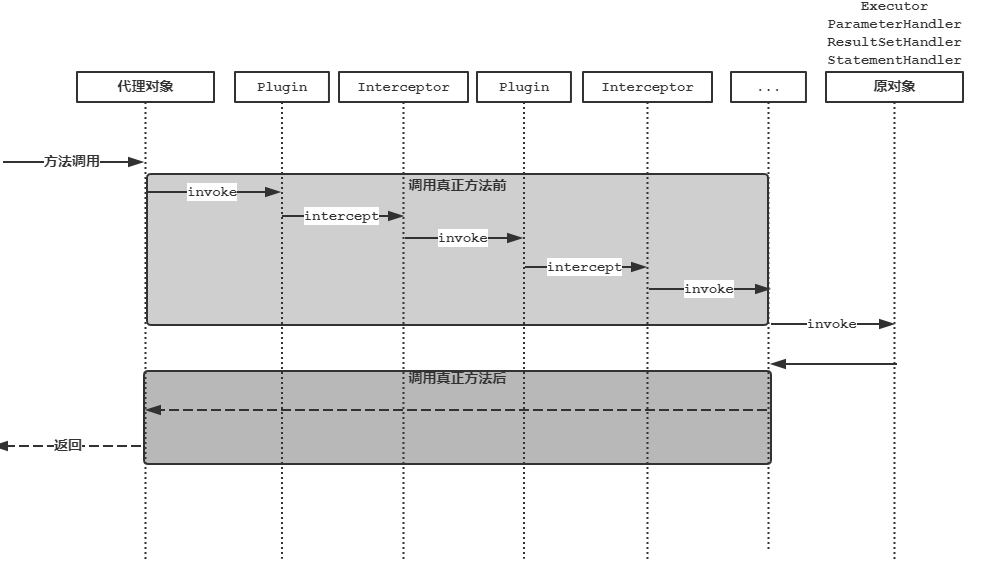 Executor
ParameterHandler
ResultSetHandler
StatementHandler
代理对象
Plugin
Interceptor
Plugin
Interceptor
...
原对象
方法调用
调用真正方法前
invoke
intercept
invoke
intercept
invoke
invoke
调用真正方法后
返回